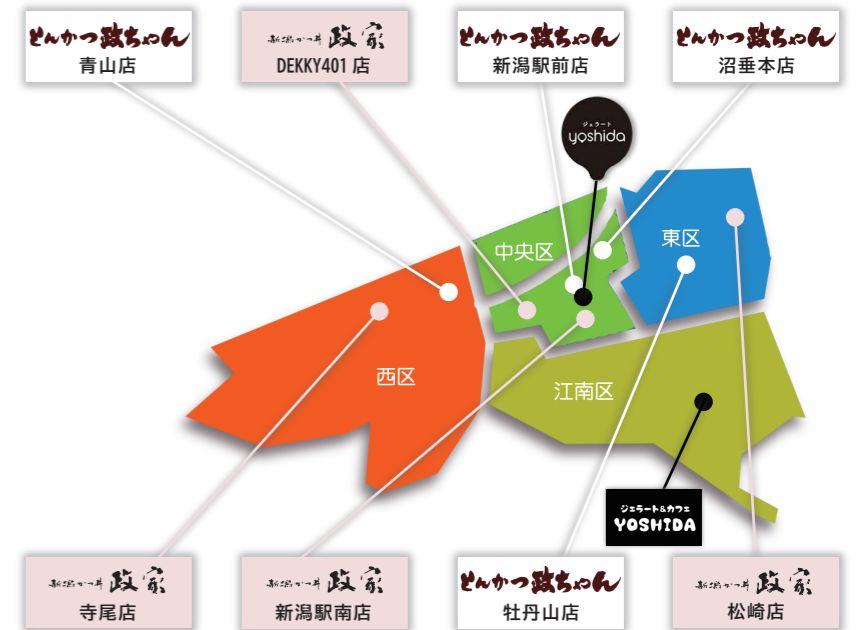 とんかつ政ちゃん
青山店
新潟かつ丼 政家
DEKKY401 店
とんかつ政ちゃん
新潟駅前店
とんかつ政ちゃん
沼垂本店
ジェラート
yoshida
中央区
東区
西区
江南区
ジェラート&カフェ
YOSHIDA
新潟かつ丼 政家
寺尾店
新潟かつ丼 政家
新潟駅南店
とんかつ政ちゃん
牡丹山店
新潟かつ丼 政家
松崎店